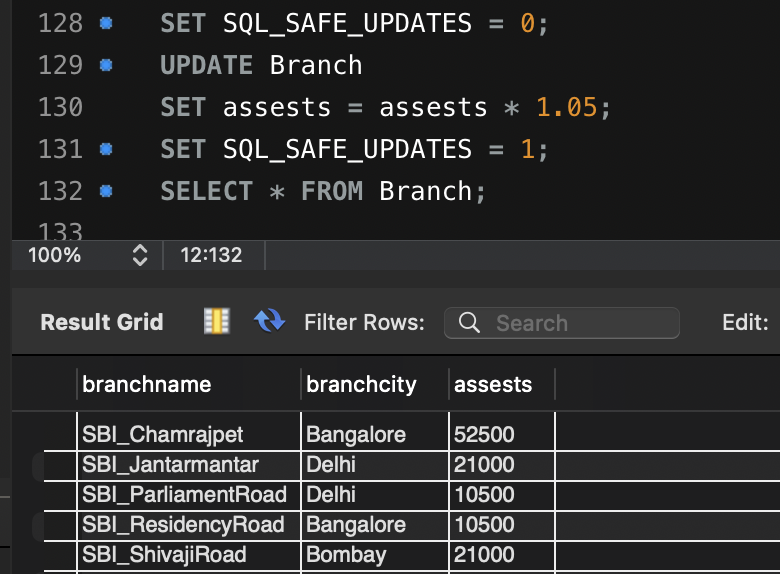 128 SET SQL_SAFE_UPDATES = 0;
129 UPDATE Branch
130 SET assests = assests * 1.05;
131 SET SQL_SAFE_UPDATES = 1;
132 SELECT * FROM Branch;
133
100% 12:132
Result Grid Filter Rows: Search Edit:
branchname branchcity assests
SBI_Chamrajpet Bangalore 52500
SBI_Jantarmantar Delhi 21000
SBI_ParliamentRoad Delhi 10500
SBI_ResidencyRoad Bangalore 10500
SBI_ShivajiRoad Bombay 21000